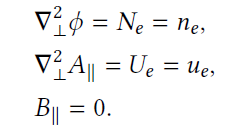 ∇²⊥ϕ = Nₑ = nₑ,
∇²⊥A∥ = Uₑ = uₑ,
B∥ = 0.